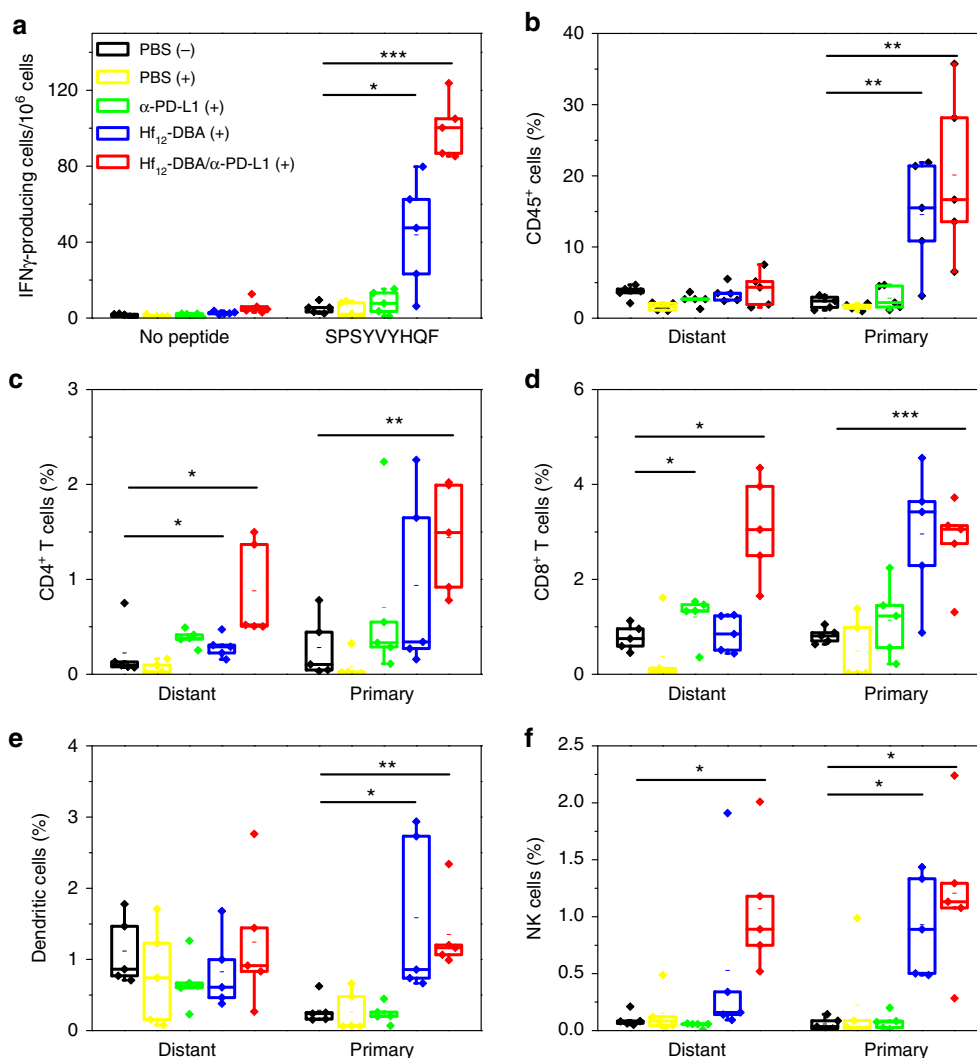 a
IFNγ-producing cells/10⁶ cells
120
80
40
0
PBS (–)
PBS (+)
α-PD-L1 (+)
Hf₁₂-DBA (+)
Hf₁₂-DBA/α-PD-L1 (+)
***
*
No peptide SPSYVYHQF
b
CD45⁺ cells (%)
40
30
20
10
0
**
**
Distant Primary
c
CD4⁺ T cells (%)
3
2
1
0
*
*
**
Distant Primary
d
CD8⁺ T cells (%)
6
4
2
0
*
*
***
Distant Primary
e
Dendritic cells (%)
4
3
2
1
0
**
*
Distant Primary
f
NK cells (%)
2.5
2.0
1.5
1.0
0.5
0.0
*
*
*
Distant Primary